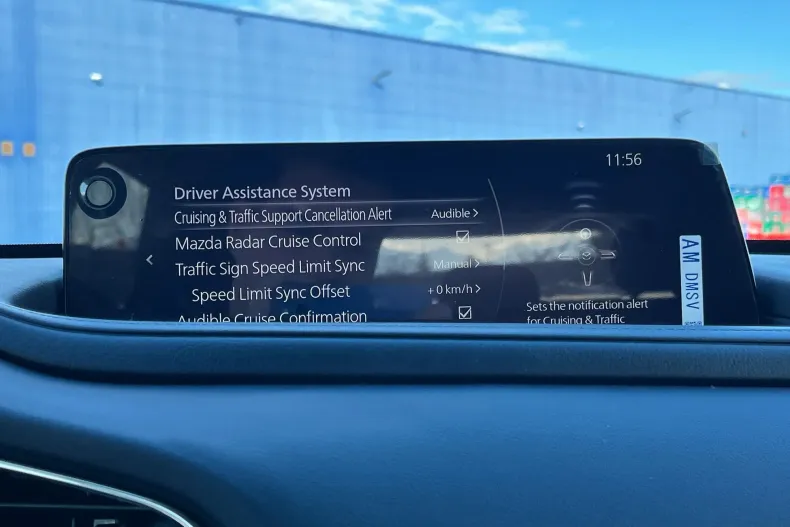 11:56
Driver Assistance System
Cruising & Traffic Support Cancellation Alert Audible
Mazda Radar Cruise Control
Traffic Sign Speed Limit Sync Manual
Speed Limit Sync Offset + 0 km/h
Audible Cruise Confirmation
Sets the notification alert
for Cruising & Traffic
AM DMSV